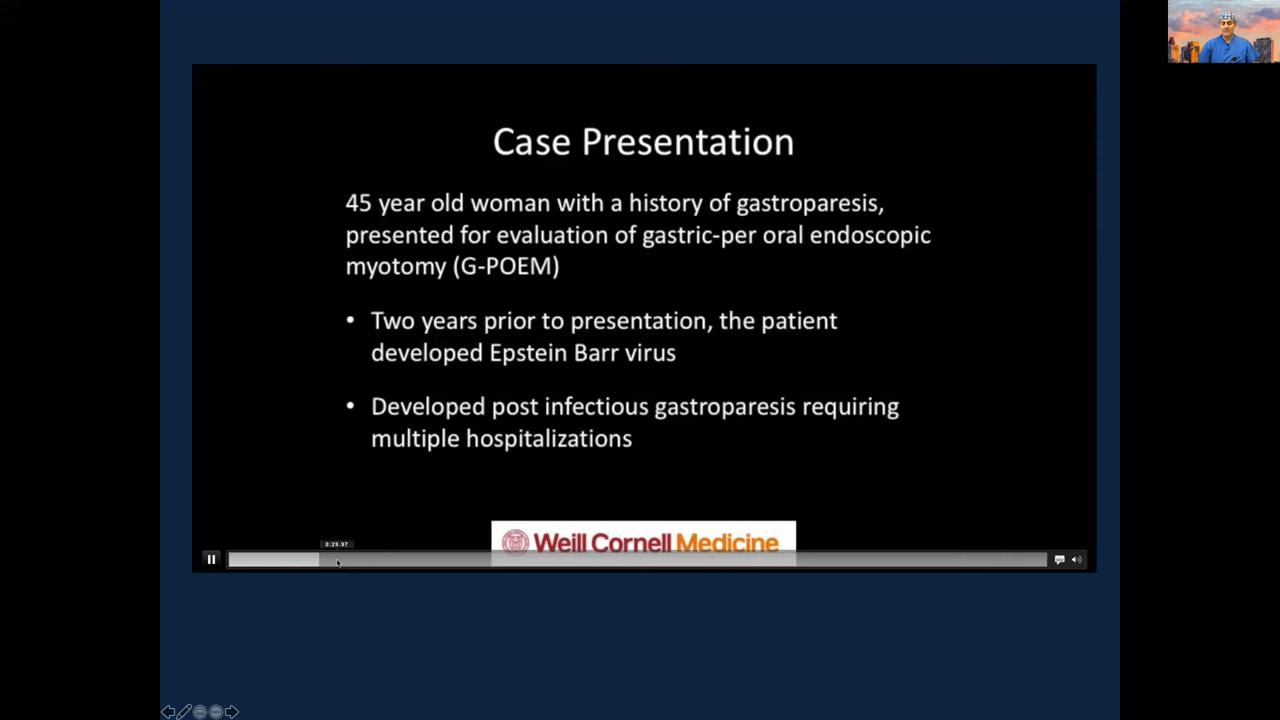 Case Presentation
45 year old woman with a history of gastroparesis,
presented for evaluation of gastric-per oral endoscopic
myotomy (G-POEM)
• Two years prior to presentation, the patient
developed Epstein Barr virus
• Developed post infectious gastroparesis requiring
multiple hospitalizations
Weill Cornell Medicine
0:29.97